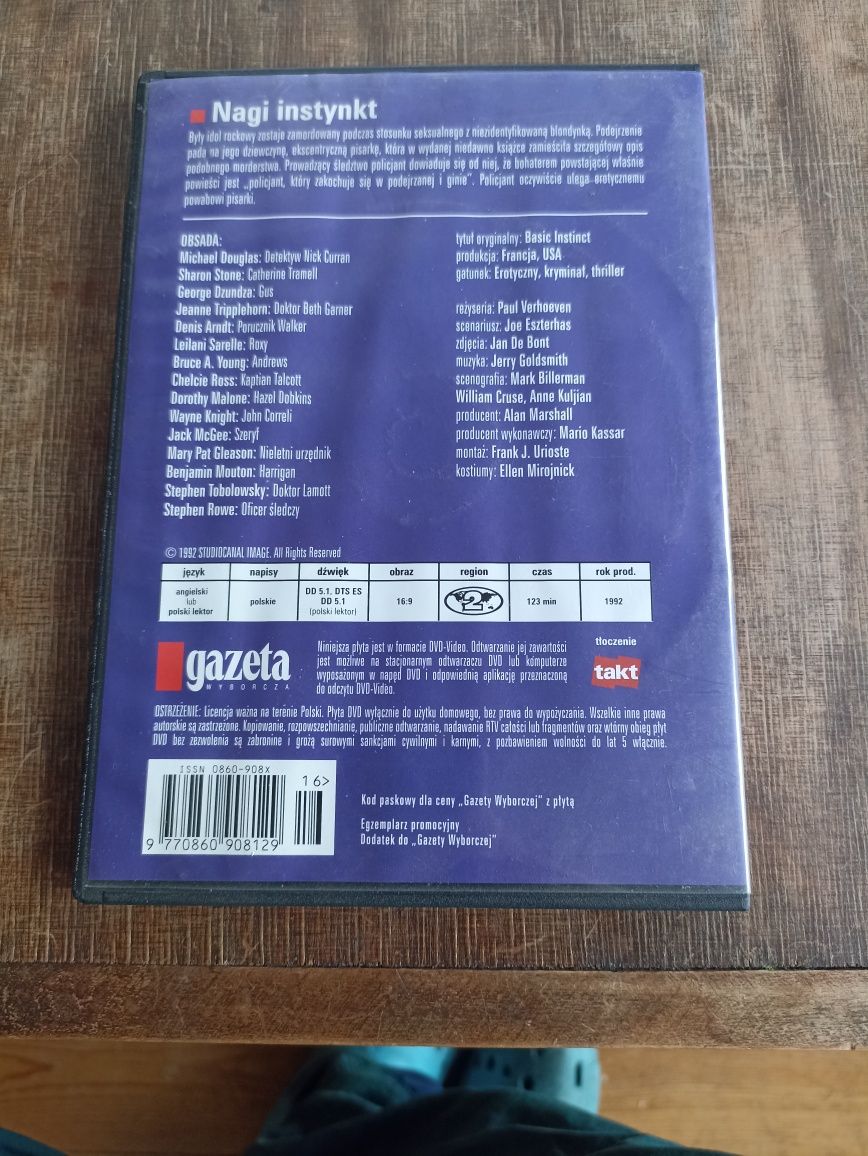 Nagi instynkt
Były idol rockowy zostaje zamordowany podczas stosunku seksualnego z niezidentyfikowaną blondynką. Podejrzenie
pada na jego dziewczynę, ekscentryczną pisarkę, która w wydanej niedawno książce zamieściła szczegółowy opis
podobnego morderstwa. Prowadzący śledztwo policjant dowiaduje się od niej, że bohaterem powstającej właśnie
powieści jest „policjant, który zakochuje się w podejrzanej i ginie". Policjant oczywiście ulega erotycznemu
powabowi pisarki.
OBSADA:
Michael Douglas: Detektyw Nick Curran
Sharon Stone: Catherine Tramell
George Dzundza: Gus
Jeanne Tripplehorn: Doktor Beth Garner
Denis Arndt: Porucznik Walker
Leilani Sarelle: Roxy
Bruce A. Young: Andrews
Chelcie Ross: Kaptian Talcott
Dorothy Malone: Hazel Dobkins
Wayne Knight: John Correli
Jack McGee: Szeryf
Mary Pat Gleason: Nieletni urzędnik
Benjamin Mouton: Harrigan
Stephen Tobolowsky: Doktor Lamott
Stephen Rowe: Oficer śledczy
tytuł oryginalny: Basic Instinct
produkcja: Francja, USA
gatunek: Erotyczny, kryminał, thriller
reżyseria: Paul Verhoeven
scenariusz: Joe Eszterhas
zdjęcia: Jan De Bont
muzyka: Jerry Goldsmith
scenografia: Mark Billerman
William Cruse, Anne Kuljian
producent: Alan Marshall
producent wykonawczy: Mario Kassar
montaż: Frank J. Urioste
kostiumy: Ellen Mirojnick
© 1992 STUDIOCANAL IMAGE. All Rights Reserved
język napisy dźwięk obraz region czas rok prod.
angielski
lub
polski lektor
polskie
DD 5.1, DTS ES
DD 5.1
(polski lektor)
16:9
2
123 min
1992
gazeta
WYBORCZA
Niniejsza płyta jest w formacie DVD-Video. Odtwarzanie jej zawartości
jest możliwe na stacjonarnym odtwarzaczu DVD lub komputerze
wyposażonym w napęd DVD i odpowiednią aplikację przeznaczoną
do odczytu DVD-Video.
tłoczenie
takt
OSTRZEŻENIE: Licencja ważna na terenie Polski. Płyta DVD wyłącznie do użytku domowego, bez prawa do wypożyczania. Wszelkie inne prawa
autorskie są zastrzeżone. Kopiowanie, rozpowszechnianie, publiczne odtwarzanie, nadawanie RTV całości lub fragmentów oraz wtórny obieg płyt
DVD bez zezwolenia są zabronine i grożą surowymi sankcjami cywilnymi i karnymi, z pozbawieniem wolności do lat 5 włącznie.
ISSN 0860-908X
16>
9 770860 908129
Kod paskowy dla ceny „Gazety Wyborczej" z płytą
Egzemplarz promocyjny
Dodatek do „Gazety Wyborczej"